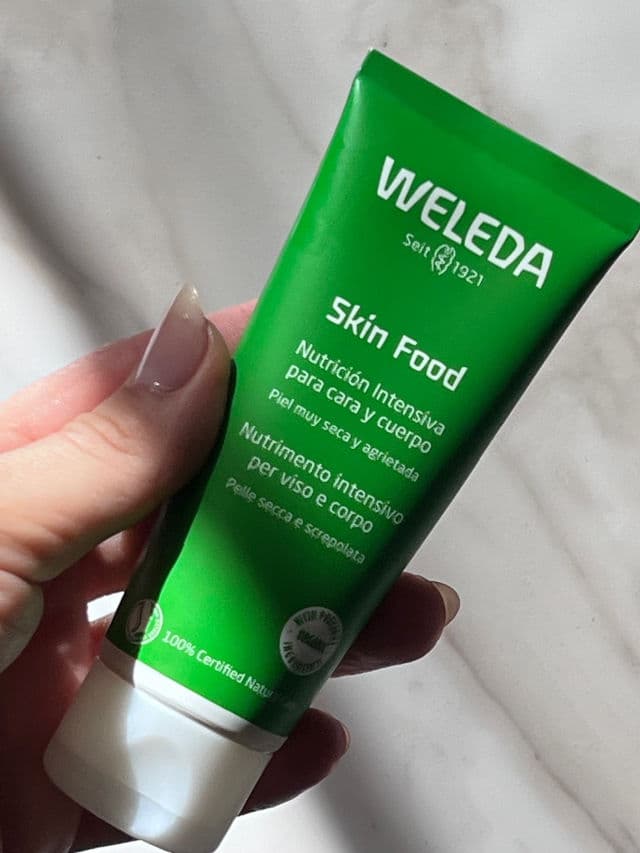 WELEDA
Seit 1921
Skin Food
Nutrición Intensiva
para cara y cuerpo
Piel muy seca y agrietada
Nutrimento intensivo
per viso e corpo
Pelle secca e screpolata
100% Certified
ORGANIC